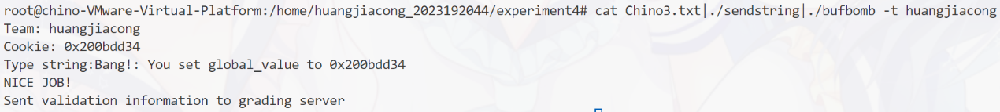 root@chino-VMware-Virtual-Platform:/home/huangjiacong_2023192044/experiment4# cat Chino3.txt|./sendstring|./bufbomb -t huangjiacong
Team: huangjiacong
Cookie: 0x200bdd34
Type string:Bang!: You set global_value to 0x200bdd34
NICE JOB!
Sent validation information to grading server